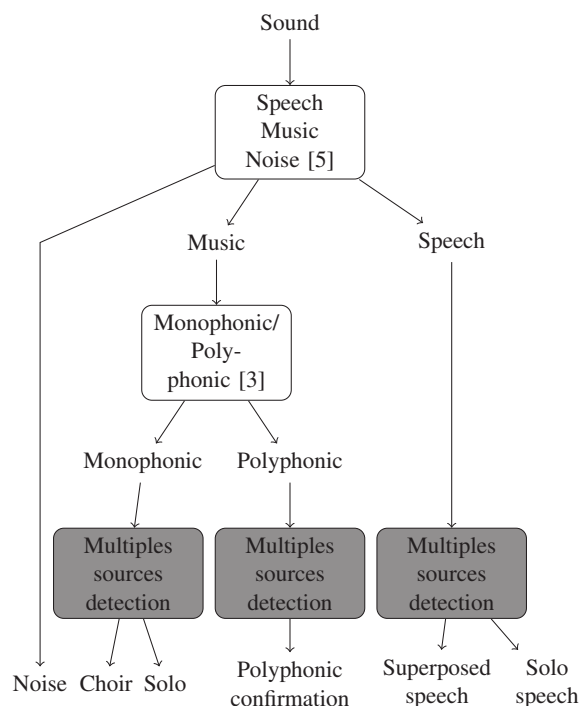 Sound
Speech
Music
Noise [5]
Music
Speech
Monophonic/
Poly-
phonic [3]
Monophonic
Polyphonic
Multiples
sources
detection
Multiples
sources
detection
Multiples
sources
detection
Noise
Choir
Solo
Polyphonic
confirmation
Superposed
speech
Solo
speech